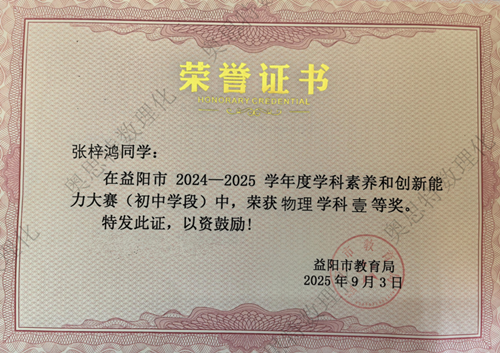 荣誉证书
HONORARY CREDENTIAL
张梓鸿同学：
在益阳市 2024—2025 学年度学科素养和创新能
力大赛（初中学段）中，荣获 物理 学科 壹 等奖。
特发此证，以资鼓励！
益阳市教育局
2025 年 9 月 3 日